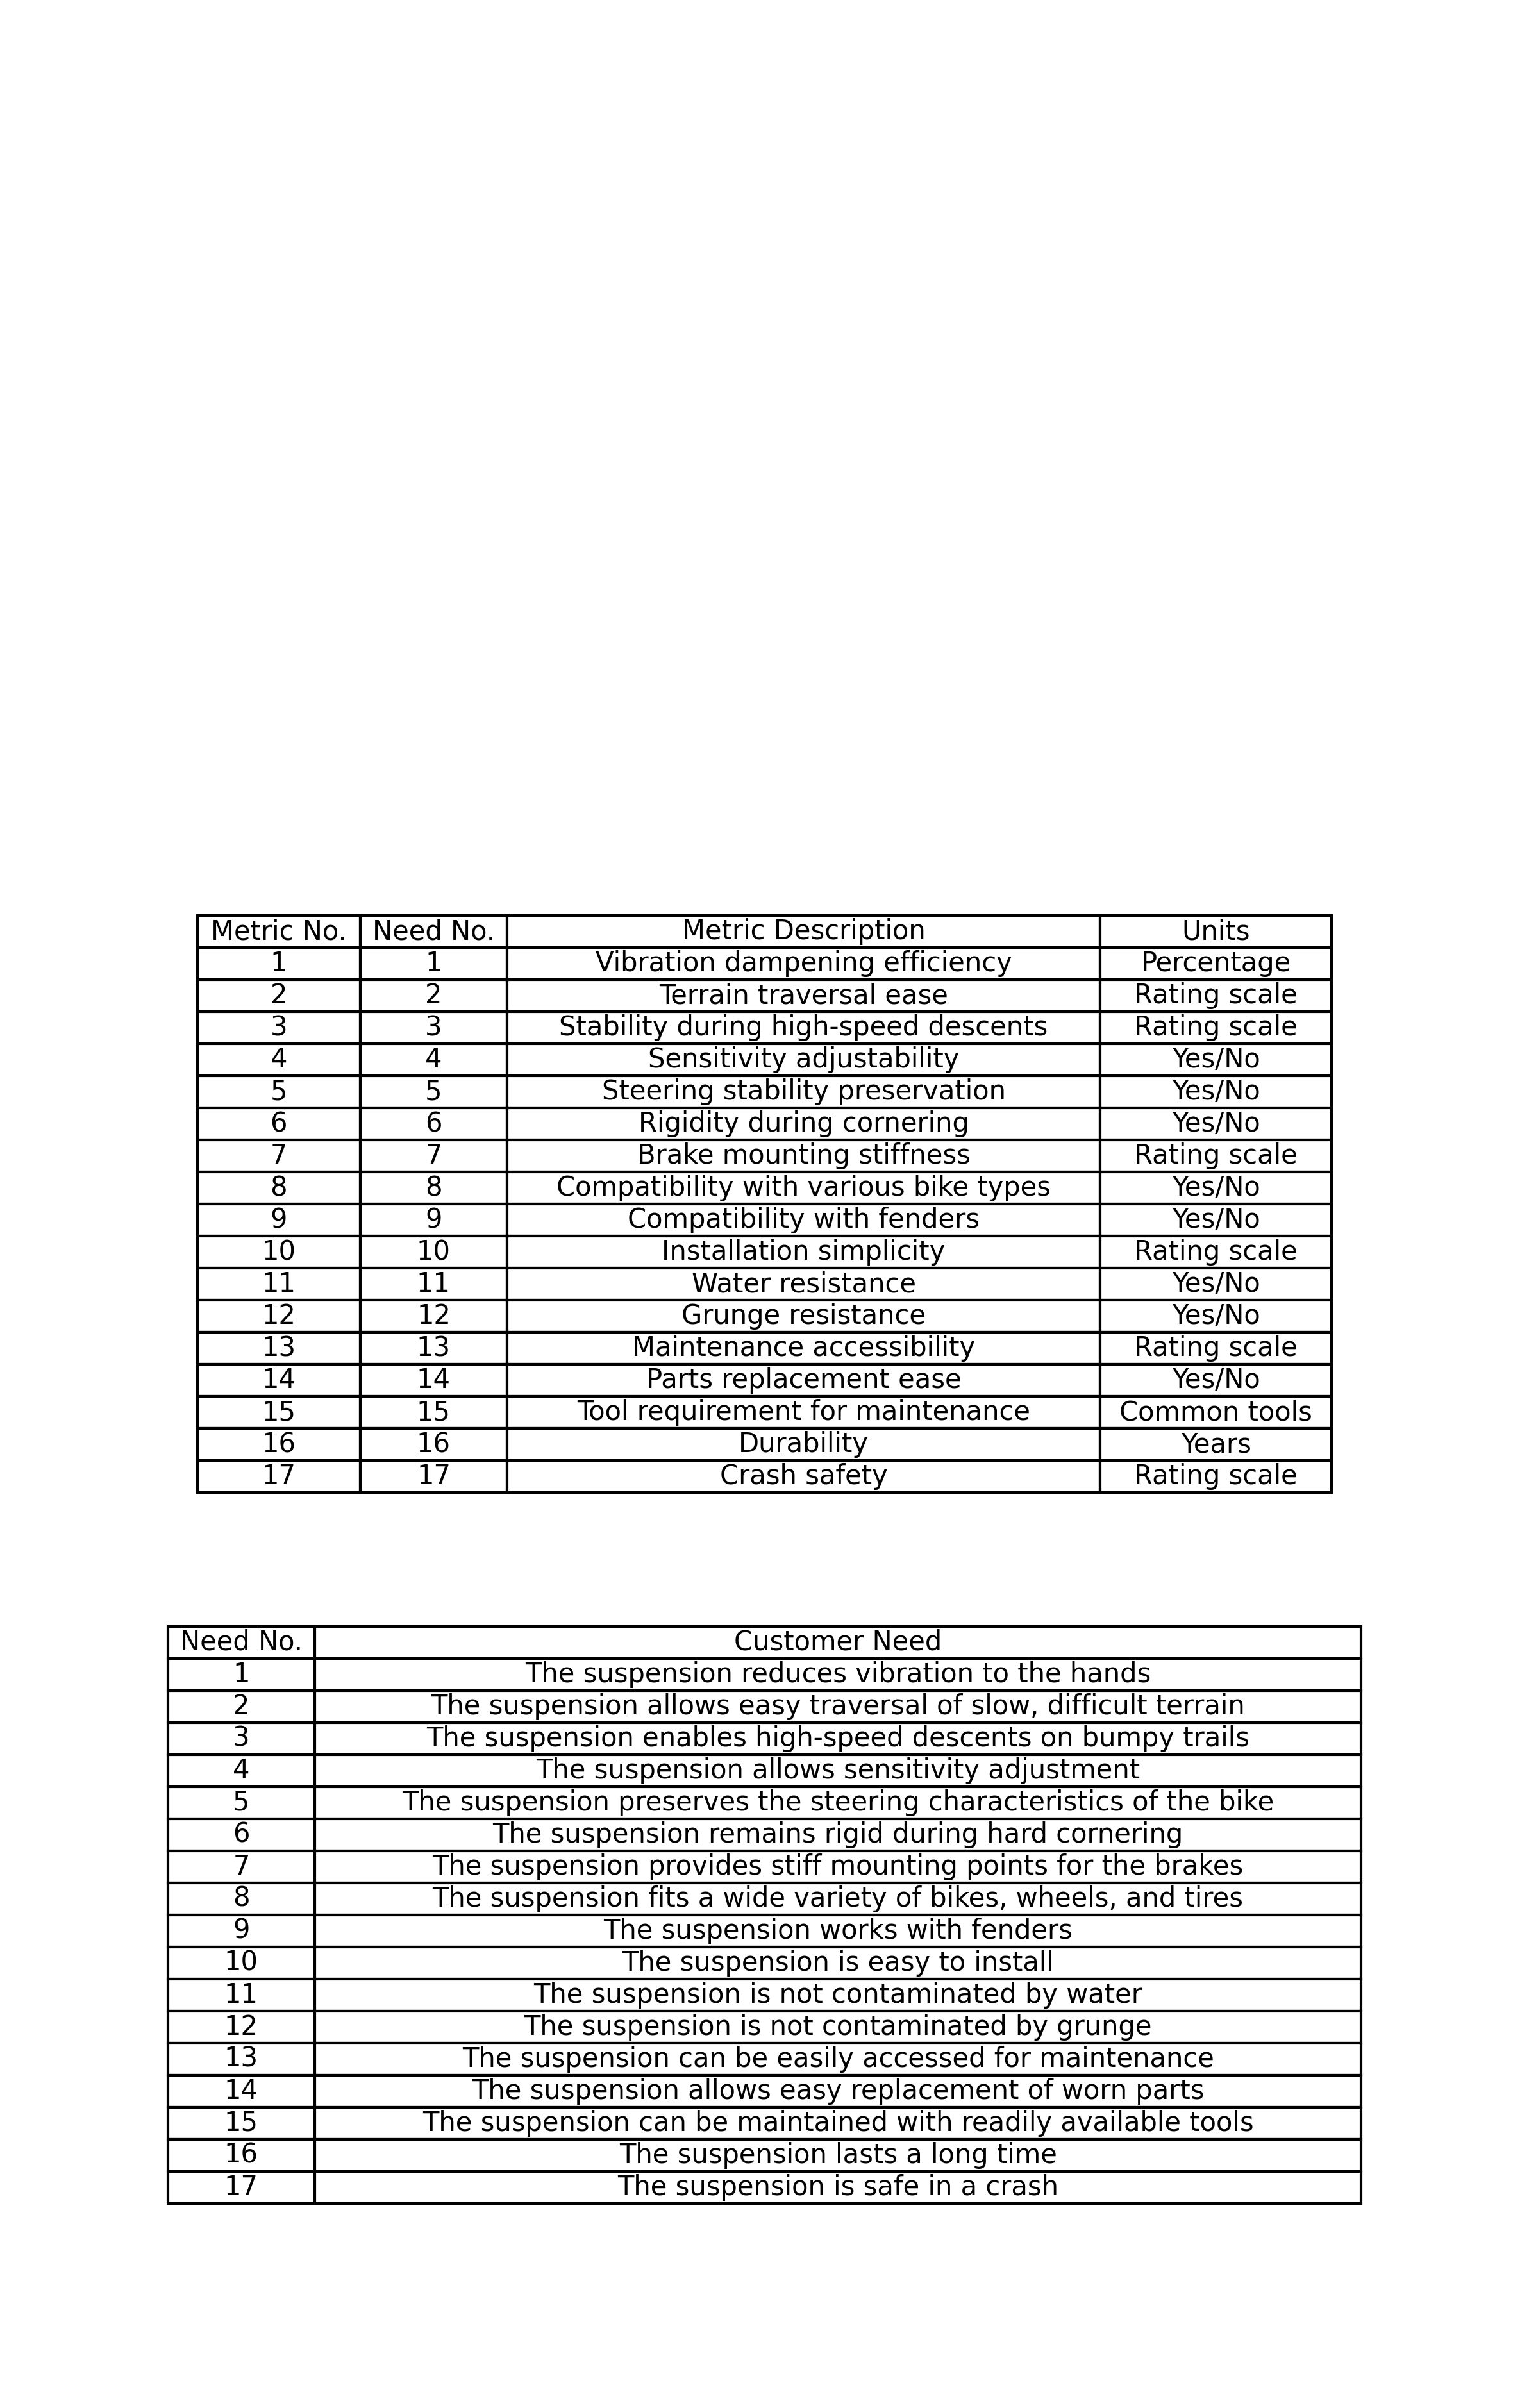 Metric No. Need No. Metric Description Units
1 1 Vibration dampening efficiency Percentage
2 2 Terrain traversal ease Rating scale
3 3 Stability during high-speed descents Rating scale
4 4 Sensitivity adjustability Yes/No
5 5 Steering stability preservation Yes/No
6 6 Rigidity during cornering Yes/No
7 7 Brake mounting stiffness Rating scale
8 8 Compatibility with various bike types Yes/No
9 9 Compatibility with fenders Yes/No
10 10 Installation simplicity Rating scale
11 11 Water resistance Yes/No
12 12 Grunge resistance Yes/No
13 13 Maintenance accessibility Rating scale
14 14 Parts replacement ease Yes/No
15 15 Tool requirement for maintenance Common tools
16 16 Durability Years
17 17 Crash safety Rating scale
Need No. Customer Need
1 The suspension reduces vibration to the hands
2 The suspension allows easy traversal of slow, difficult terrain
3 The suspension enables high-speed descents on bumpy trails
4 The suspension allows sensitivity adjustment
5 The suspension preserves the steering characteristics of the bike
6 The suspension remains rigid during hard cornering
7 The suspension provides stiff mounting points for the brakes
8 The suspension fits a wide variety of bikes, wheels, and tires
9 The suspension works with fenders
10 The suspension is easy to install
11 The suspension is not contaminated by water
12 The suspension is not contaminated by grunge
13 The suspension can be easily accessed for maintenance
14 The suspension allows easy replacement of worn parts
15 The suspension can be maintained with readily available tools
16 The suspension lasts a long time
17 The suspension is safe in a crash